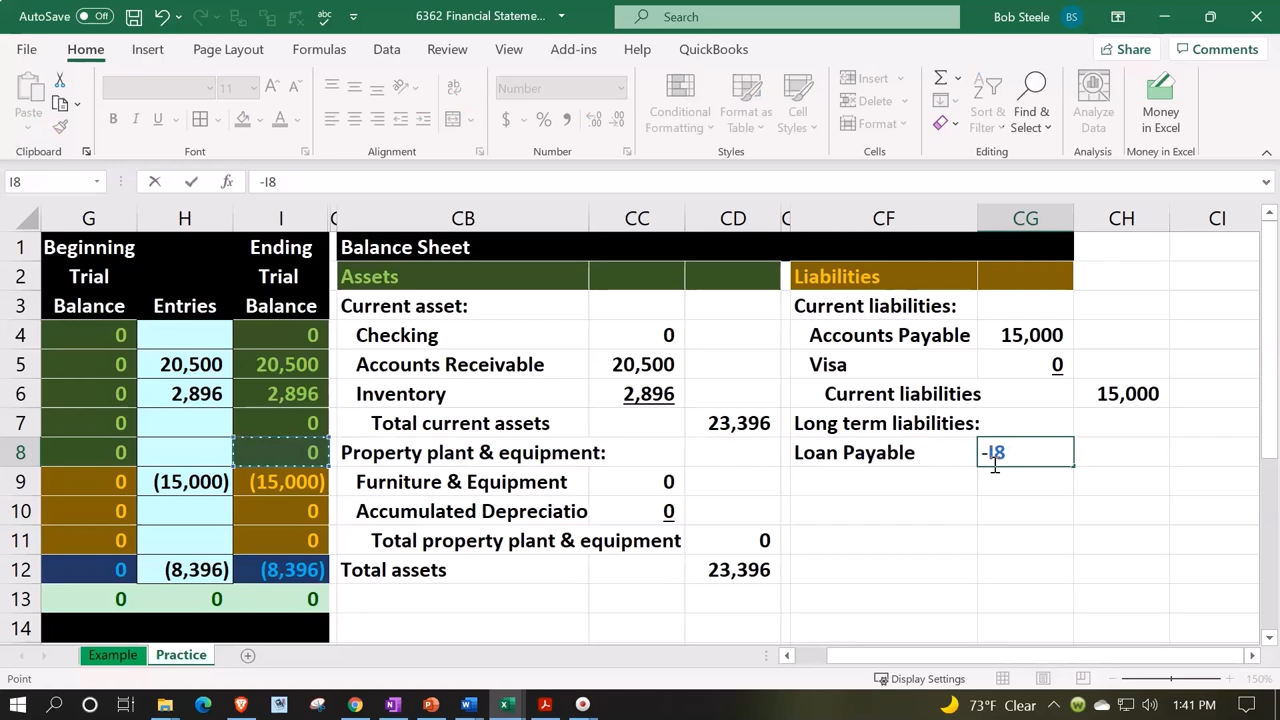 AutoSave Off
6362 Financial Stateme...
Search
Bob Steele BS
File Home Insert Page Layout Formulas Data Review View Add-ins Help QuickBooks Share Comments
Paste
11
Number
Conditional Formatting
Format as Table
Cell Styles
Insert
Delete
Format
Sort & Filter
Find & Select
Analyze Data
Money in Excel
Clipboard Font Alignment Number Styles Cells Editing Analysis Money in Excel
I8 -I8
G H I CB CC CD CF CG CH CI
1 Beginning Ending Balance Sheet
2 Trial Trial Assets Liabilities
3 Balance Entries Balance Current asset: Current liabilities:
4 0 0 Checking 0 Accounts Payable 15,000
5 0 20,500 20,500 Accounts Receivable 20,500 Visa 0
6 0 2,896 2,896 Inventory 2,896 Current liabilities 15,000
7 0 0 Total current assets 23,396 Long term liabilities:
8 0 0 Property plant & equipment: Loan Payable -I8
9 0 (15,000) (15,000) Furniture & Equipment 0
10 0 0 Accumulated Depreciatio 0
11 0 0 Total property plant & equipment 0
12 0 (8,396) (8,396) Total assets 23,396
13 0 0 0
14
Example Practice
Point Display Settings 150%
73°F Clear 1:41 PM